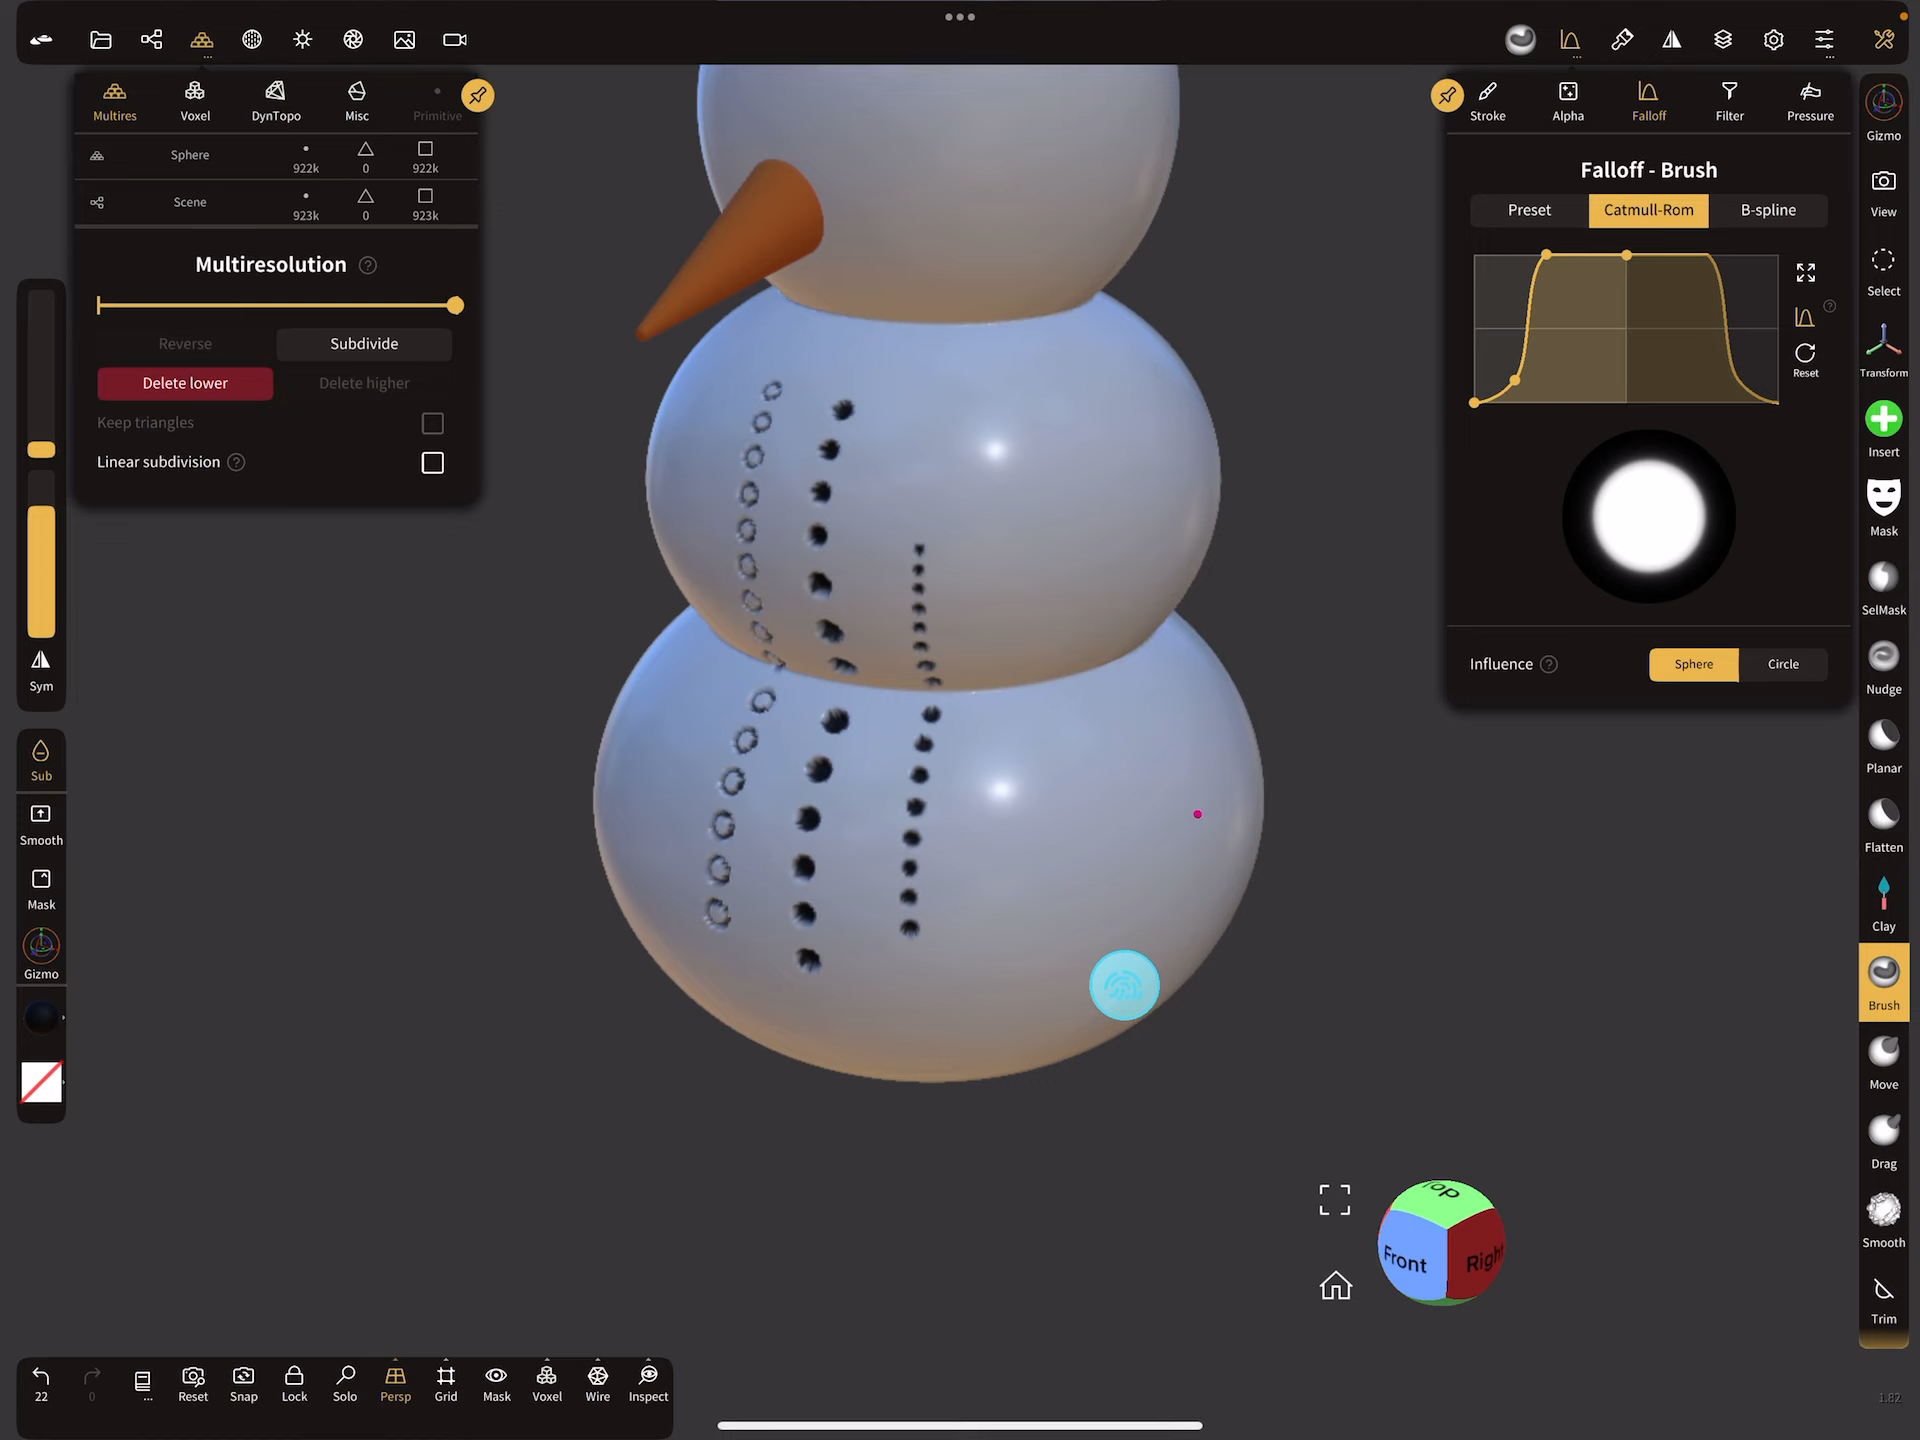 Multires
Voxel
DynTopo
Misc
Primitive
Sphere
922k
0
922k
Scene
923k
0
923k
Multiresolution ?
Reverse
Subdivide
Delete lower
Delete higher
Keep triangles
Linear subdivision ?
Stroke
Alpha
Falloff
Filter
Pressure
Falloff - Brush
Preset
Catmull-Rom
B-spline
?
Reset
Influence ?
Sphere
Circle
Sym
Sub
Smooth
Mask
Gizmo
Gizmo
View
Select
Transform
Insert
Mask
SelMask
Nudge
Planar
Flatten
Clay
Brush
Move
Drag
Smooth
Trim
Top
Front
Right
22
0
...
Reset
Snap
Lock
Solo
Persp
Grid
Mask
Voxel
Wire
Inspect
1.82